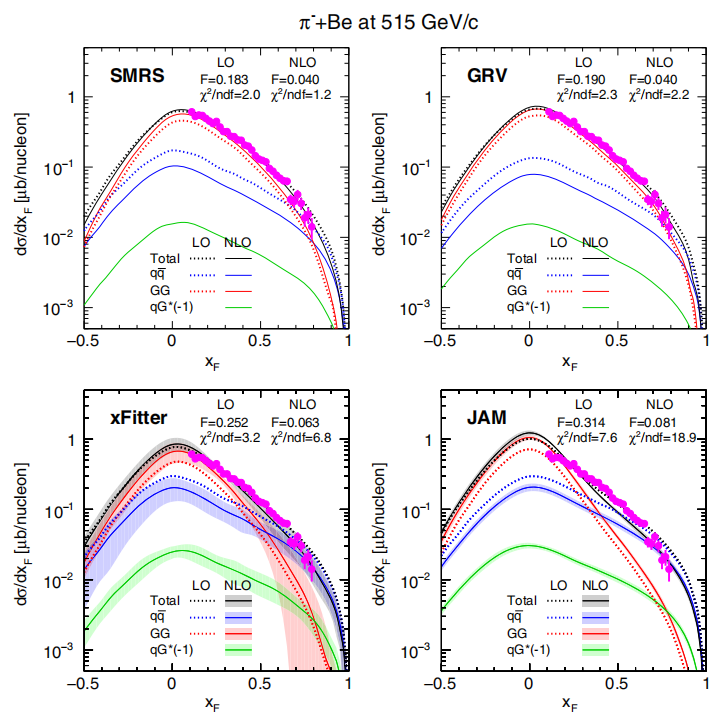 π⁻+Be at 515 GeV/c
SMRS
LO NLO
F=0.183 F=0.040
χ²/ndf=2.0 χ²/ndf=1.2
dσ/dx_F [μb/nucleon]
1
10⁻¹
10⁻²
10⁻³
LO NLO
Total
qq̄
GG
qG*(-1)
−0.5 0 0.5 1
x_F
GRV
LO NLO
F=0.190 F=0.040
χ²/ndf=2.3 χ²/ndf=2.2
dσ/dx_F [μb/nucleon]
1
10⁻¹
10⁻²
10⁻³
LO NLO
Total
qq̄
GG
qG*(-1)
−0.5 0 0.5 1
x_F
xFitter
LO NLO
F=0.252 F=0.063
χ²/ndf=3.2 χ²/ndf=6.8
dσ/dx_F [μb/nucleon]
1
10⁻¹
10⁻²
10⁻³
LO NLO
Total
qq̄
GG
qG*(-1)
−0.5 0 0.5 1
x_F
JAM
LO NLO
F=0.314 F=0.081
χ²/ndf=7.6 χ²/ndf=18.9
dσ/dx_F [μb/nucleon]
1
10⁻¹
10⁻²
10⁻³
LO NLO
Total
qq̄
GG
qG*(-1)
−0.5 0 0.5 1
x_F